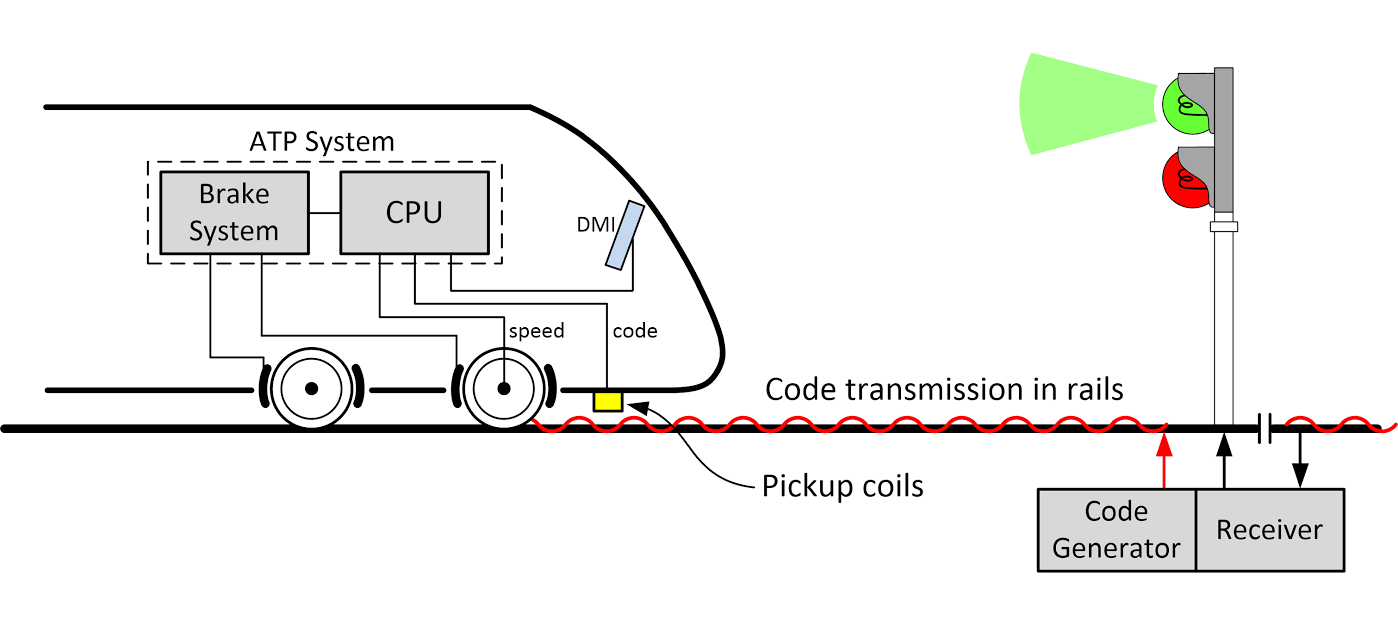 ATP System
Brake
System
CPU
DMI
speed
code
Code transmission in rails
Pickup coils
Code
Generator
Receiver